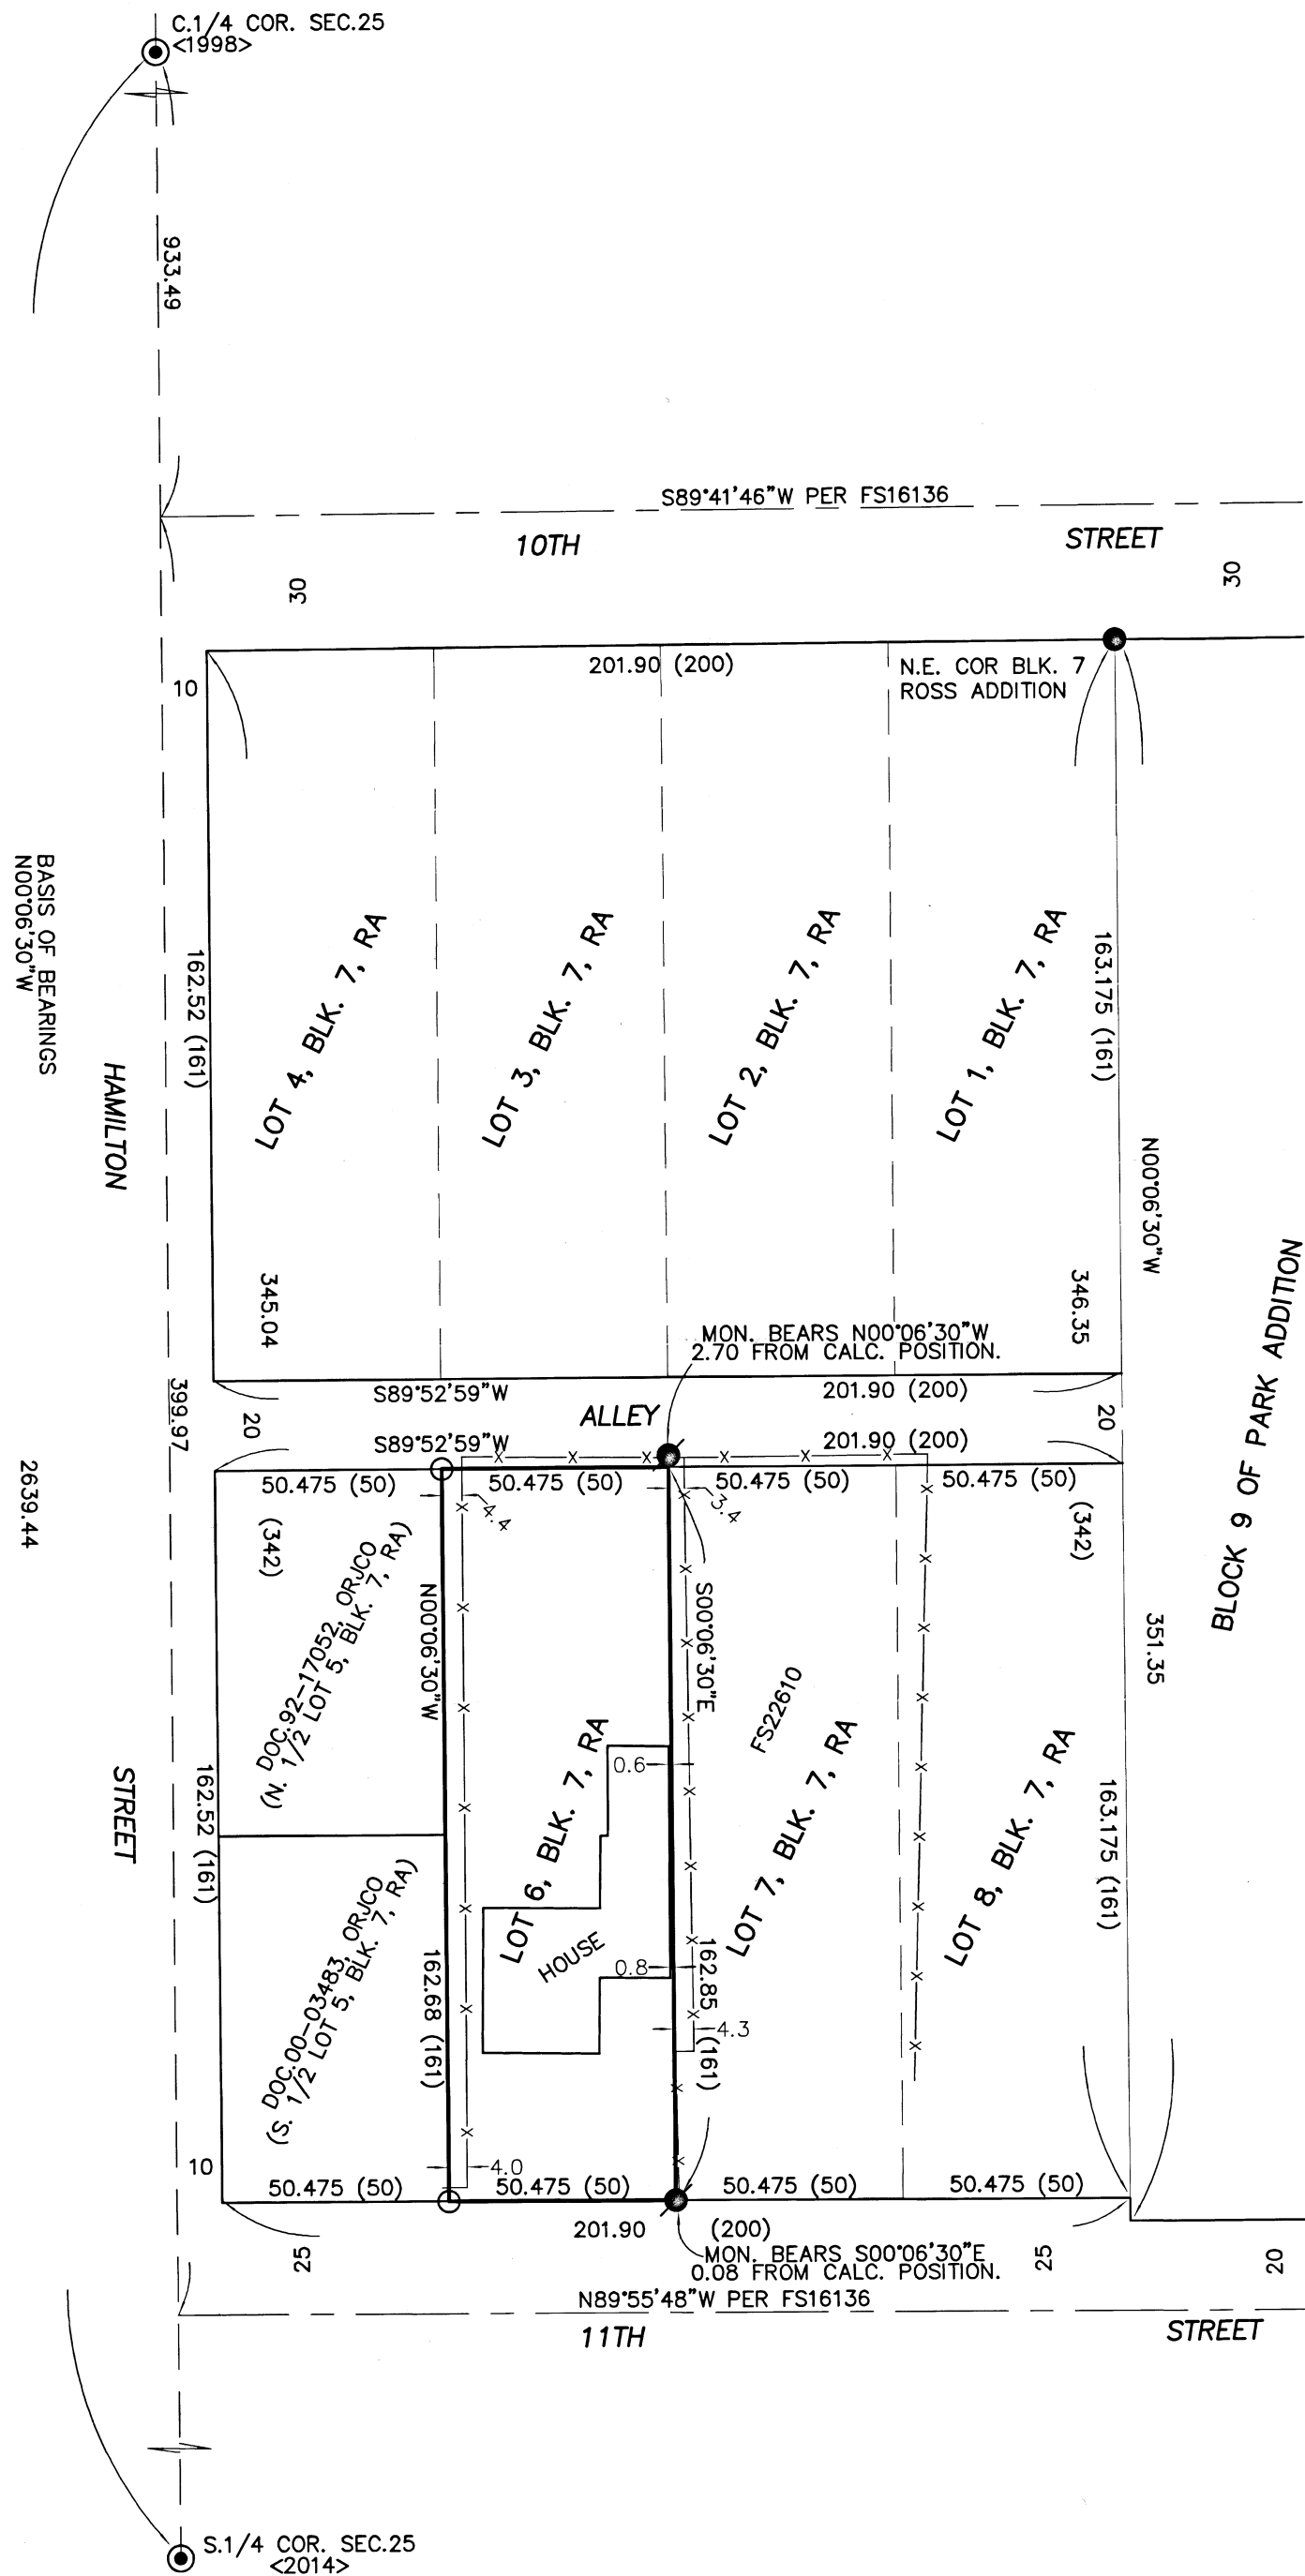 C.1/4 COR. SEC.25
<1998>
933.49
S89°41'46"W PER FS16136
10TH
STREET
30
30
10
201.90 (200)
N.E. COR BLK. 7
ROSS ADDITION
BASIS OF BEARINGS
N00°06'30"W
HAMILTON
162.52 (161)
LOT 4, BLK. 7, RA
LOT 3, BLK. 7, RA
LOT 2, BLK. 7, RA
LOT 1, BLK. 7, RA
163.175 (161)
N00°06'30"W
345.04
346.35
BLOCK 9 OF PARK ADDITION
MON. BEARS N00°06'30"W
2.70 FROM CALC. POSITION.
S89°52'59"W
201.90 (200)
399.97
20
ALLEY
20
S89°52'59"W
201.90 (200)
2639.44
50.475 (50)
50.475 (50)
50.475 (50)
50.475 (50)
4.4
3.4
(342)
(342)
DOC.92-17052, ORJCO
(N. 1/2 LOT 5, BLK. 7, RA)
N00°06'30"W
S00°06'30"E
FS22610
351.35
STREET
162.52 (161)
LOT 6, BLK. 7, RA
0.6
LOT 7, BLK. 7, RA
LOT 8, BLK. 7, RA
163.175 (161)
DOC.00-03483, ORJCO
(S. 1/2 LOT 5, BLK. 7, RA)
162.68 (161)
HOUSE
0.8
162.85 (161)
4.3
10
4.0
50.475 (50)
50.475 (50)
50.475 (50)
50.475 (50)
201.90 (200)
25
MON. BEARS S00°06'30"E
0.08 FROM CALC. POSITION.
25
20
N89°55'48"W PER FS16136
11TH
STREET
S.1/4 COR. SEC.25
<2014>